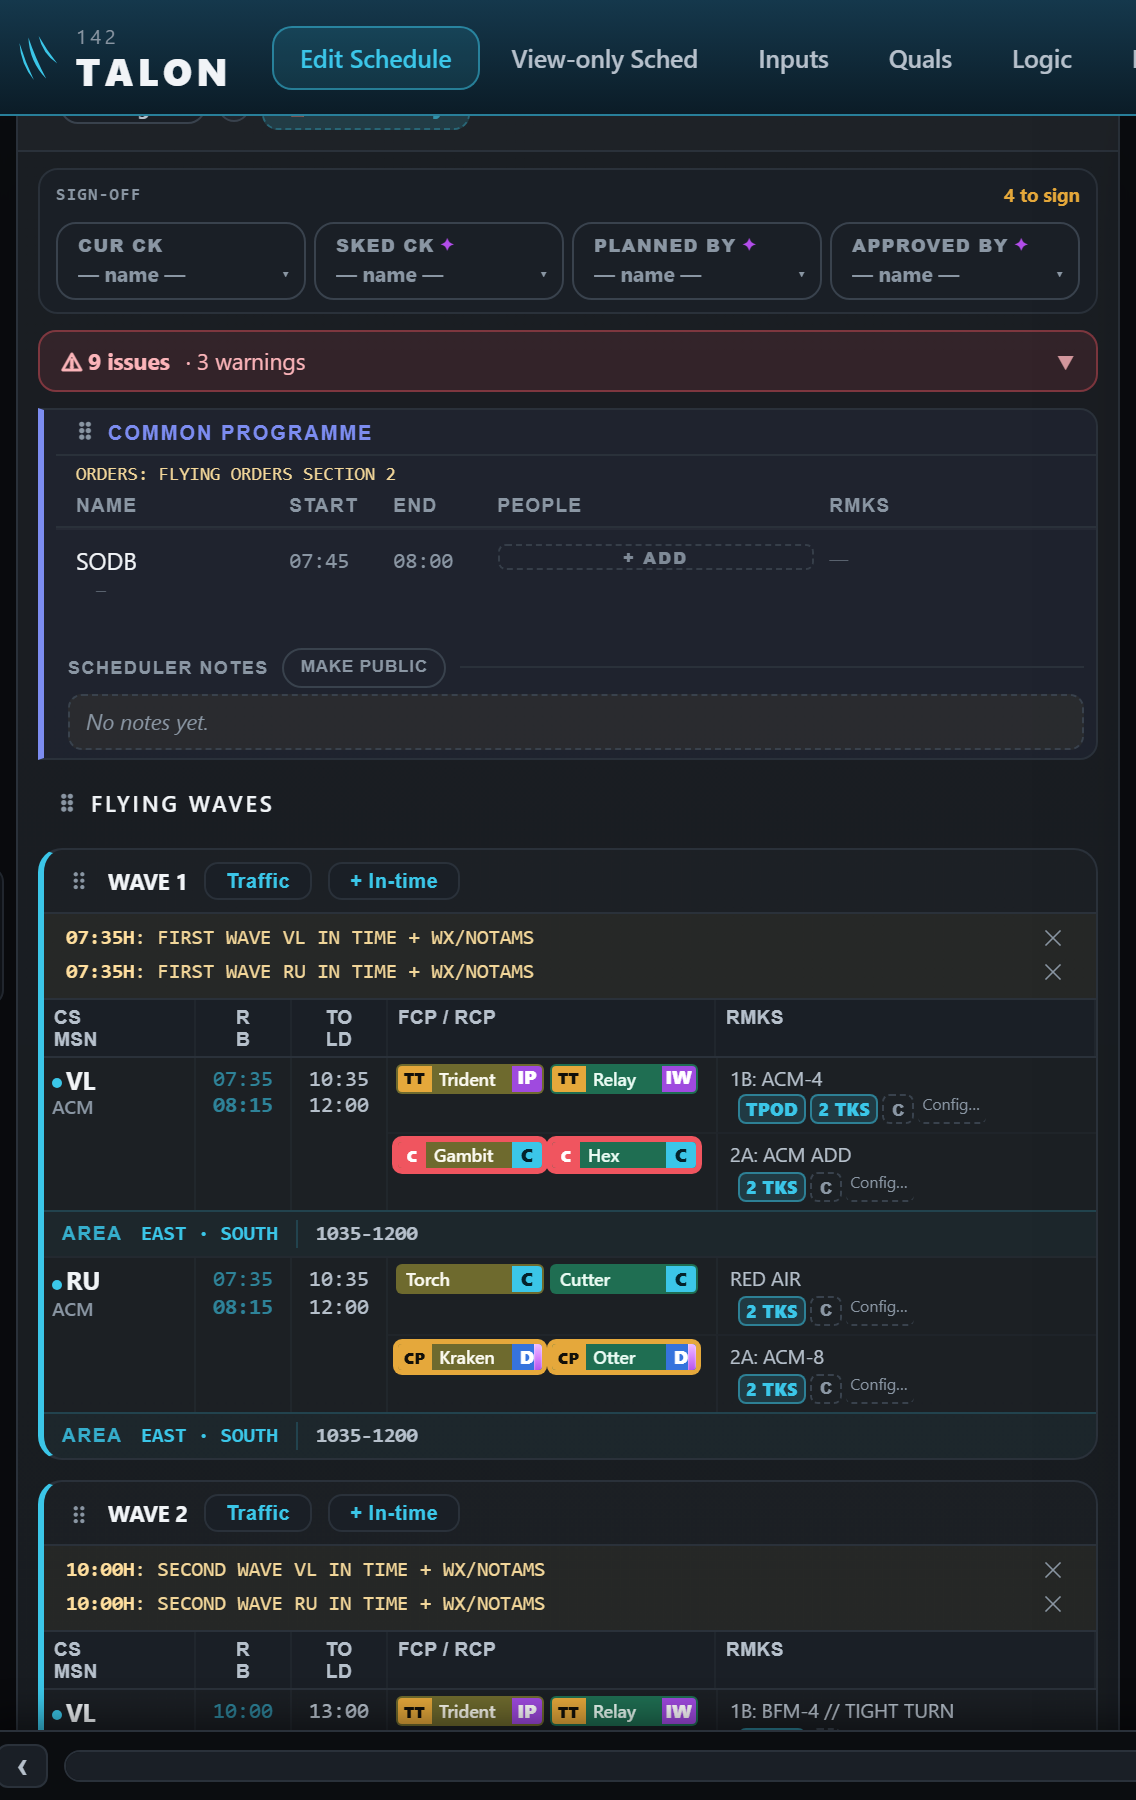 142
TALON
Edit Schedule
View-only Sched
Inputs
Quals
Logic
SIGN-OFF
4 to sign
CUR CK
— name —
SKED CK ✦
— name —
PLANNED BY ✦
— name —
APPROVED BY ✦
— name —
⚠ 9 issues · 3 warnings
COMMON PROGRAMME
ORDERS: FLYING ORDERS SECTION 2
NAME START END PEOPLE RMKS
SODB 07:45 08:00 + ADD —
—
SCHEDULER NOTES MAKE PUBLIC
No notes yet.
FLYING WAVES
WAVE 1 Traffic + In-time
07:35H: FIRST WAVE VL IN TIME + WX/NOTAMS
07:35H: FIRST WAVE RU IN TIME + WX/NOTAMS
CS R TO FCP / RCP RMKS
MSN B LD
VL 07:35 10:35 TT Trident IP TT Relay IW 1B: ACM-4
ACM 08:15 12:00 TPOD 2 TKS C Config...
C Gambit C C Hex C 2A: ACM ADD
2 TKS C Config...
AREA EAST · SOUTH 1035-1200
RU 07:35 10:35 Torch C Cutter C RED AIR
ACM 08:15 12:00 2 TKS C Config...
CP Kraken D CP Otter D 2A: ACM-8
2 TKS C Config...
AREA EAST · SOUTH 1035-1200
WAVE 2 Traffic + In-time
10:00H: SECOND WAVE VL IN TIME + WX/NOTAMS
10:00H: SECOND WAVE RU IN TIME + WX/NOTAMS
CS R TO FCP / RCP RMKS
MSN B LD
VL 10:00 13:00 TT Trident IP TT Relay IW 1B: BFM-4 // TIGHT TURN